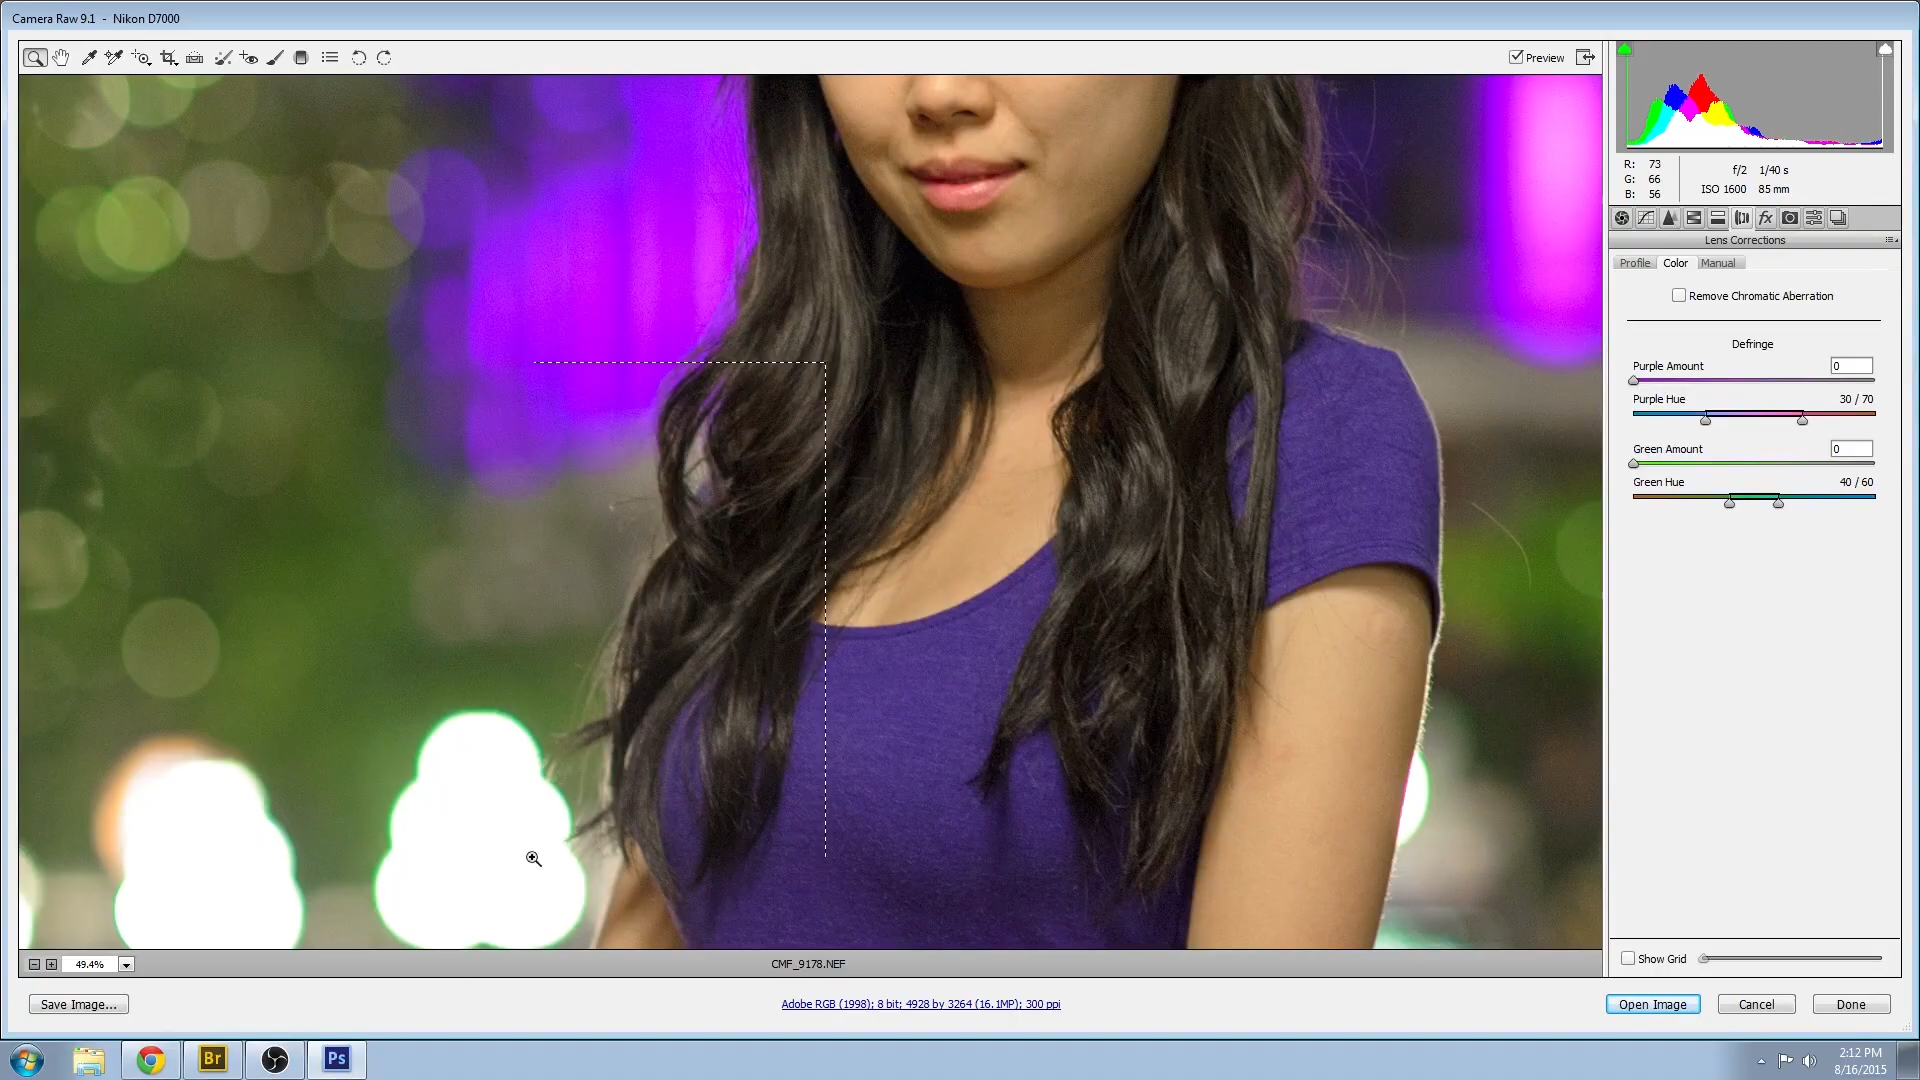 Camera Raw 9.1 - Nikon D7000
Preview
R: 73
G: 66
B: 56
f/2 1/40 s
ISO 1600 85 mm
fx
Lens Corrections
Profile Color Manual
Remove Chromatic Aberration
Defringe
Purple Amount 0
Purple Hue 30 / 70
Green Amount 0
Green Hue 40 / 60
Show Grid
49.4%
CMF_9178.NEF
Save Image...
Adobe RGB (1998); 8 bit; 4928 by 3264 (16.1MP); 300 ppi
Open Image
Cancel
Done
Br
Ps
2:12 PM
8/16/2015